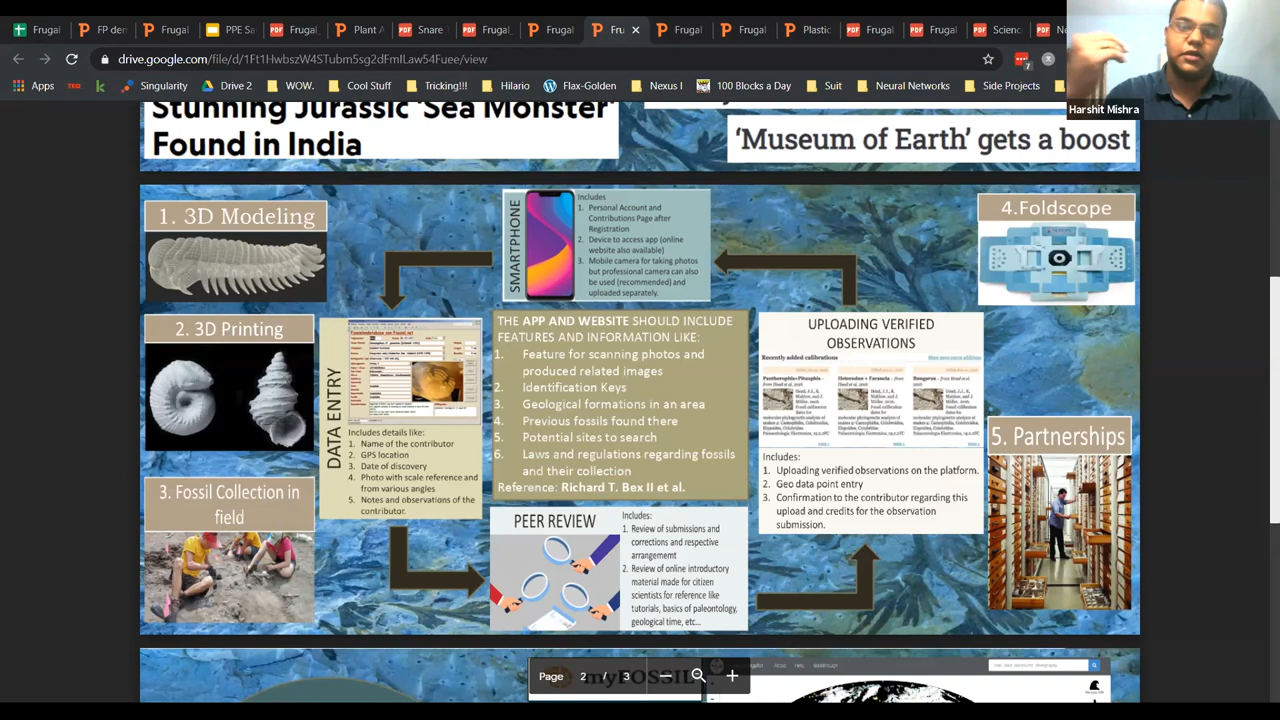 Frugal
FP den
Frugal
PPE Sa
Frugal_
Plant A
Snare
Frugal_
Frugal
Fru
Frugal
Frugal
Plastic
Frugal
Scienc
drive.google.com/file/d/1Ft1HwbszW4STubm5sg2dFmILaw54Fuee/view
7
Apps
TED
Singularity
Drive 2
WOW.
Cool Stuff
Tricking!!!
Hilario
Flax-Golden
Nexus I
100 Blocks a Day
Suit
Neural Networks
Side Projects
Harshit Mishra
Stunning Jurassic 'Sea Monster'
Found in India
'Museum of Earth' gets a boost
1. 3D Modeling
2. 3D Printing
3. Fossil Collection in
field
SMARTPHONE
Includes
1. Personal Account and
Contributions Page after
Registration
2. Device to access app (online
website also available)
3. Mobile camera for taking photos
but professional camera can also
be used (recommended) and
uploaded separately.
DATA ENTRY
Includes details like:
1. Name of the contributor
2. GPS location
3. Date of discovery
4. Photo with scale reference and
from various angles
5. Notes and observations of the
contributor.
THE APP AND WEBSITE SHOULD INCLUDE
FEATURES AND INFORMATION LIKE:
1. Feature for scanning photos and
produced related images
2. Identification Keys
3. Geological formations in an area
4. Previous fossils found there
5. Potential sites to search
6. Laws and regulations regarding fossils
and their collection
Reference: Richard T. Bex II et al.
PEER REVIEW
Includes:
1. Review of submissions and
corrections and respective
arrangememt
2. Review of online introductory
material made for citizen
scientists for reference like
tutorials, basics of paleontology,
geological time, etc...
UPLOADING VERIFIED
OBSERVATIONS
Recently added calibrations
Includes:
1. Uploading verified observations on the platform.
2. Geo data point entry
3. Confirmation to the contributor regarding this
upload and credits for the observation
submission.
4.Foldscope
5. Partnerships
Page 2 / 3
myFOSSIL